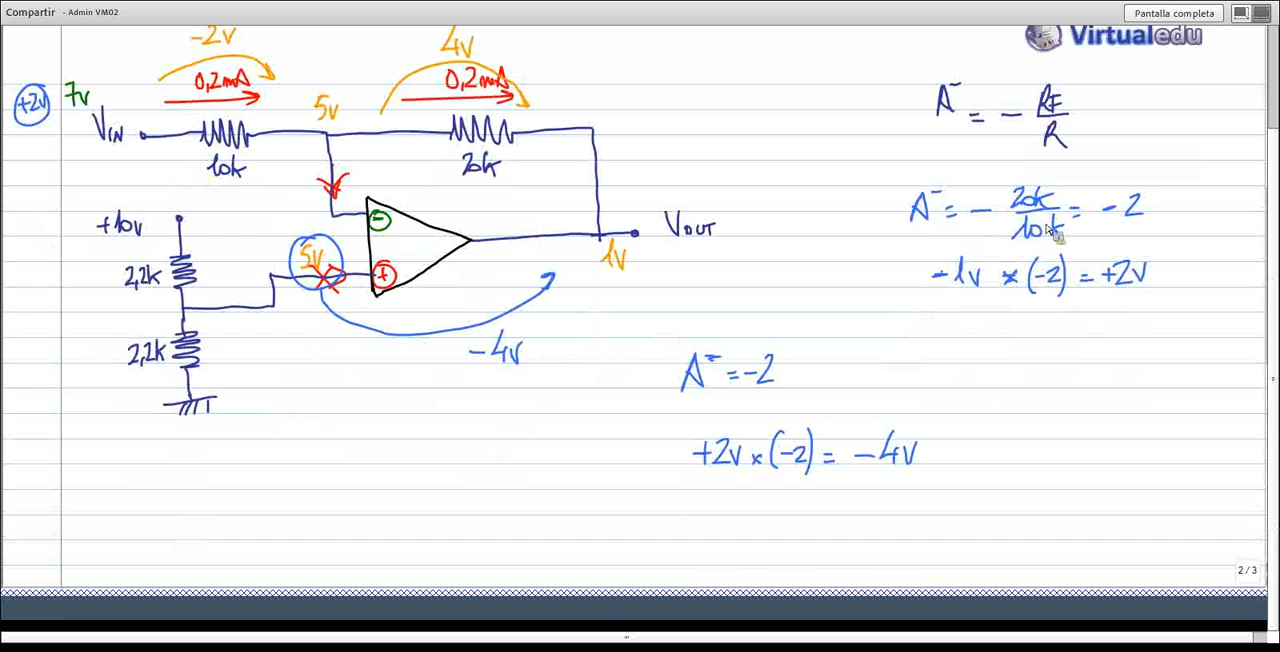 Compartir - Admin VM02
Pantalla completa
Virtualedu
-2V
4V
0,2mA
0,2mA
+2V
7V
5V
VIN
10k
20k
A⁻ = - RF
R
A⁻ = - 20k = -2
10k
-1V × (-2) = +2V
+10V
2,2k
5V
-
+
VOUT
1V
2,2k
-4V
A⁻ = -2
+2V × (-2) = -4V
2 / 3